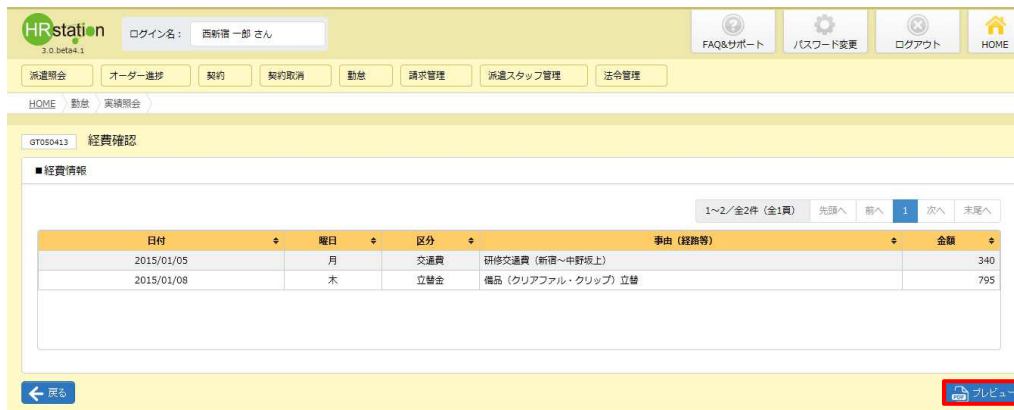 HRstation
3.0.beta4.1
ログイン名： 西新宿 一郎 さん
FAQ&サポート パスワード変更 ログアウト HOME
派遣照会 オーダー進捗 契約 契約取消 勤怠 請求管理 派遣スタッフ管理 法令管理
HOME 勤怠 実績照会
GT050413 経費確認
■経費情報
1～2／全2件（全1頁） 先頭へ 前へ 1 次へ 末尾へ
日付 曜日 区分 事由（経路等） 金額
2015/01/05 月 交通費 研修交通費（新宿～中野坂上） 340
2015/01/08 木 立替金 備品（クリアファル・クリップ）立替 795
戻る
PDF プレビュー